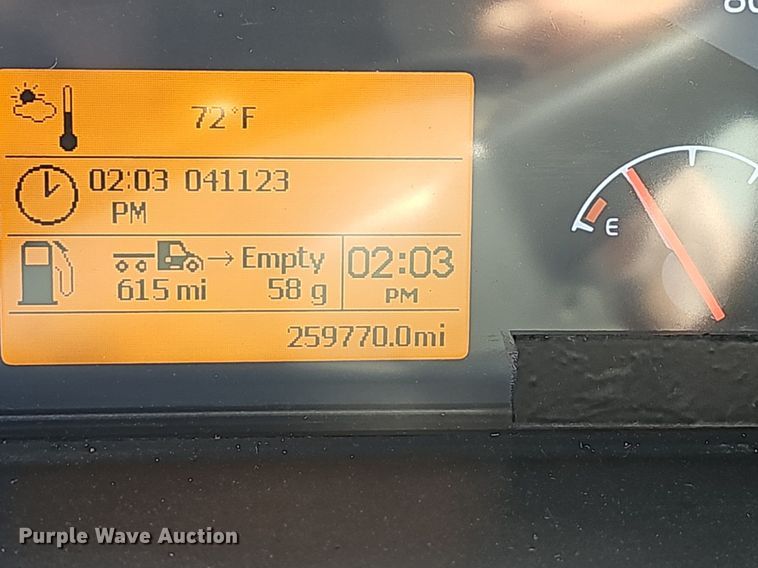 72°F
02:03 041123
PM
→ Empty
615 mi 58 g
02:03
PM
259770.0mi
E
Purple Wave Auction